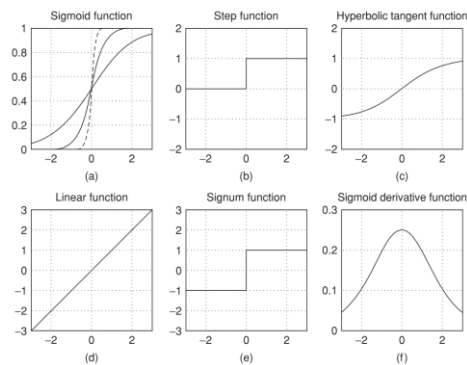 Sigmoid function
1
0.8
0.6
0.4
0.2
0
−2 0 2
(a)
Step function
2
1
0
−1
−2
−2 0 2
(b)
Hyperbolic tangent function
2
1
0
−1
−2
−2 0 2
(c)
Linear function
3
2
1
0
−1
−2
−3
−2 0 2
(d)
Signum function
3
2
1
0
−1
−2
−3
−2 0 2
(e)
Sigmoid derivative function
0.3
0.2
0.1
0
−2 0 2
(f)